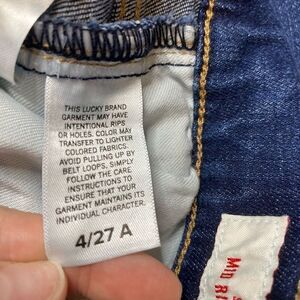 THIS LUCKY BRAND
GARMENT MAY HAVE
INTENTIONAL RIPS
OR HOLES. COLOR MAY
TRANSFER TO LIGHTER
COLORED FABRICS.
AVOID PULLING UP BY
BELT LOOPS, SIMPLY
FOLLOW THE CARE
INSTRUCTIONS TO
ENSURE THAT YOUR
GARMENT MAINTAINS ITS
INDIVIDUAL CHARACTER.
4/27 A
MID